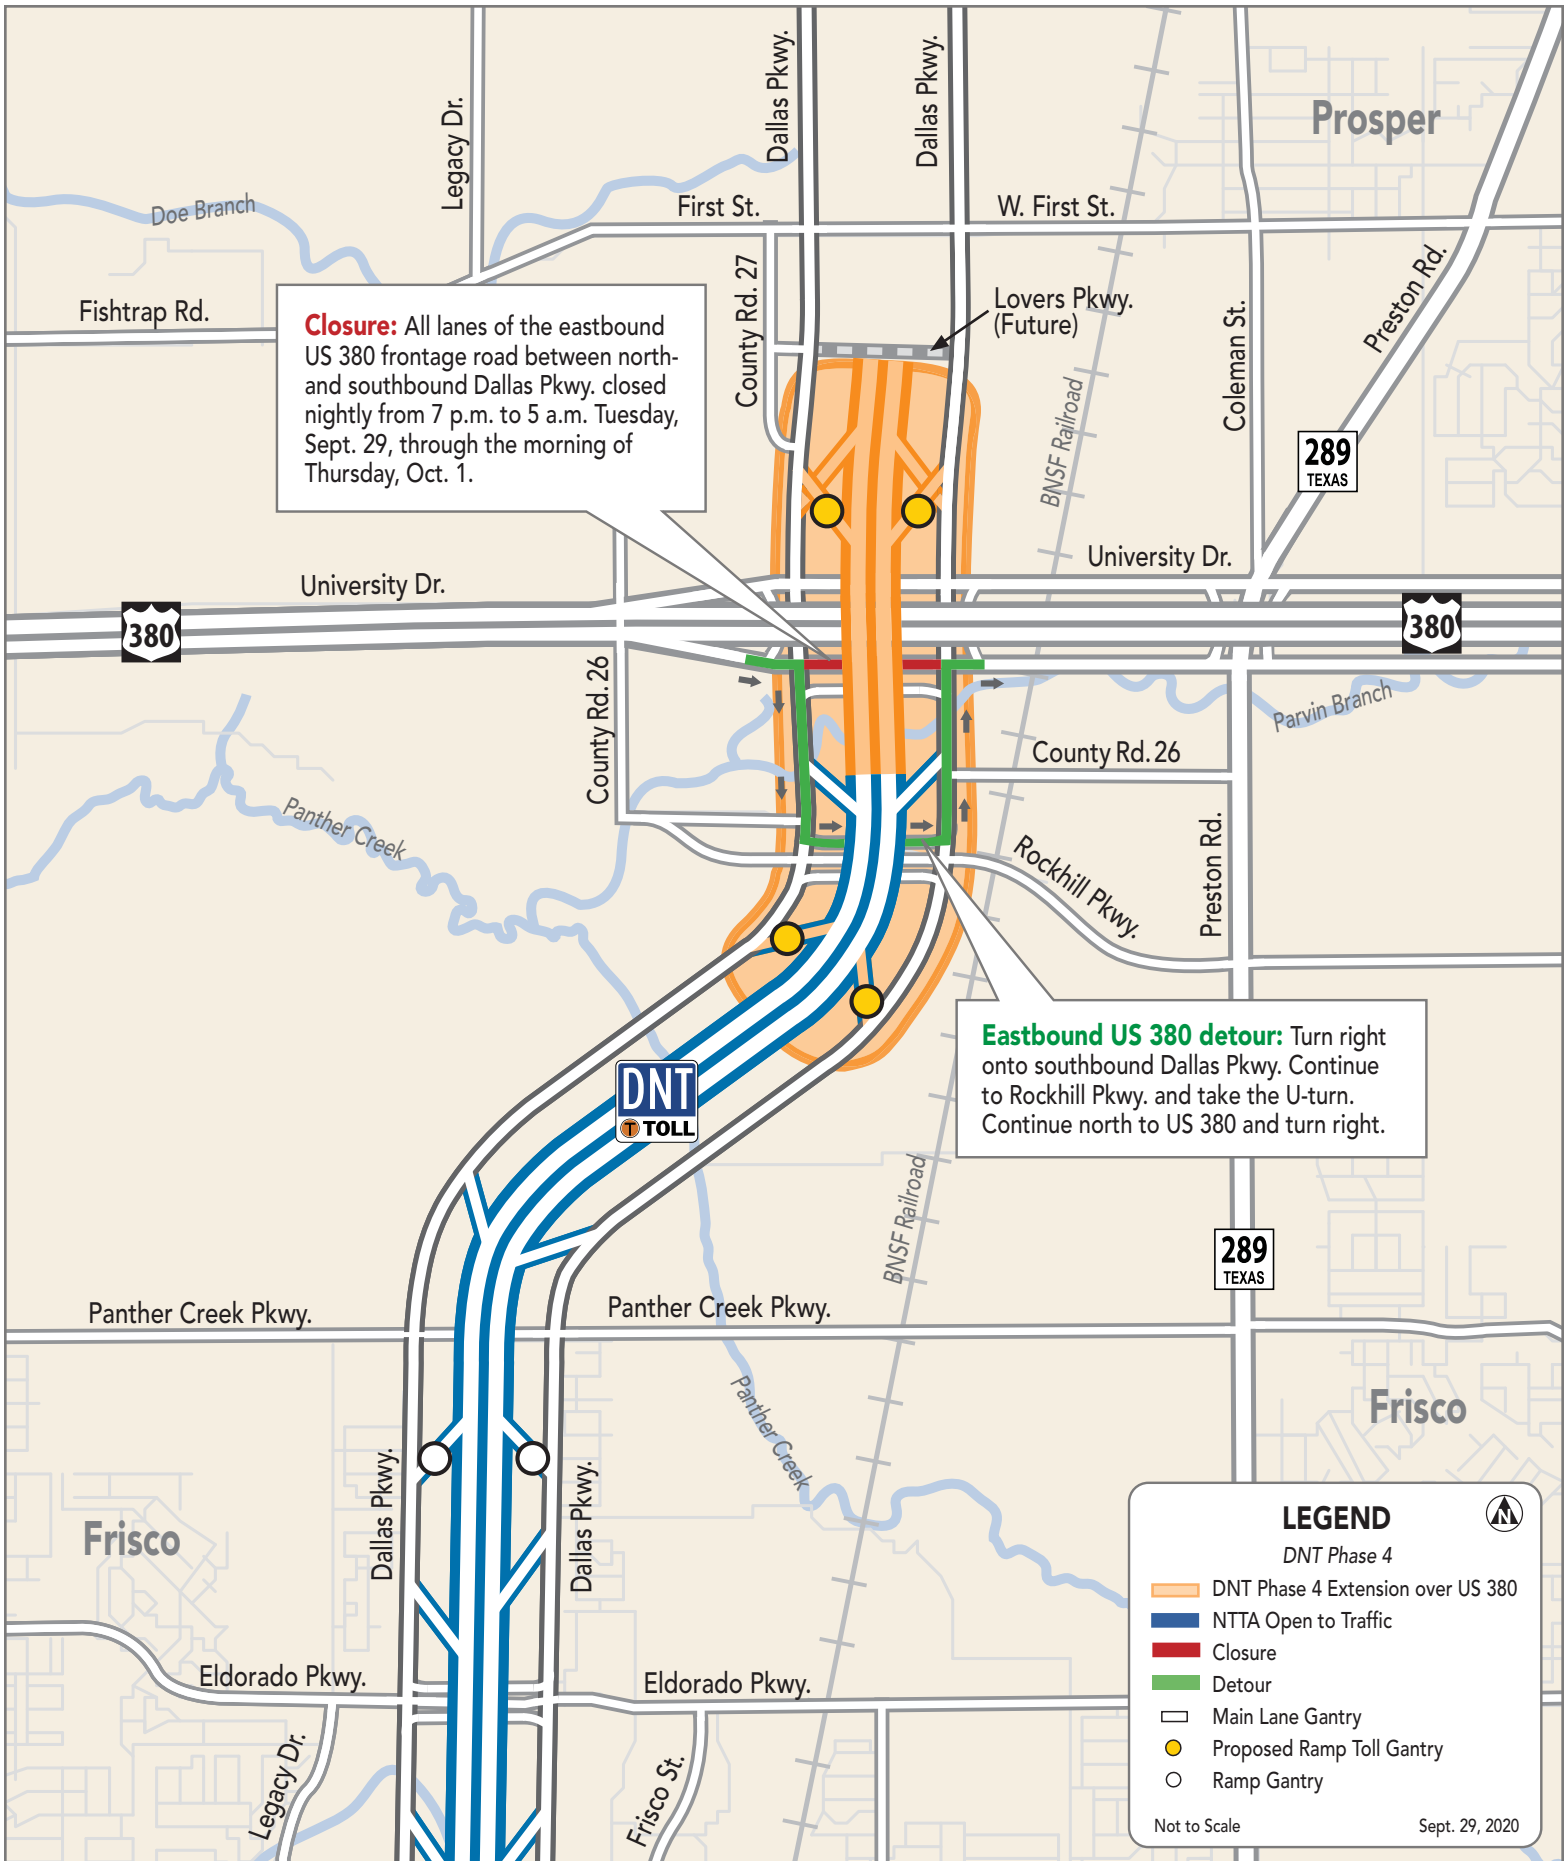 Dallas Pkwy.
Dallas Pkwy.
Legacy Dr.
Prosper
Doe Branch
First St.
W. First St.
Fishtrap Rd.
County Rd. 27
Lovers Pkwy.
(Future)
Coleman St.
Preston Rd.
Closure: All lanes of the eastbound
US 380 frontage road between north-
and southbound Dallas Pkwy. closed
nightly from 7 p.m. to 5 a.m. Tuesday,
Sept. 29, through the morning of
Thursday, Oct. 1.
BNSF Railroad
289
TEXAS
University Dr.
University Dr.
380
380
County Rd. 26
Parvin Branch
County Rd. 26
Panther Creek
Rockhill Pkwy.
Preston Rd.
Eastbound US 380 detour: Turn right
onto southbound Dallas Pkwy. Continue
to Rockhill Pkwy. and take the U-turn.
Continue north to US 380 and turn right.
DNT
T TOLL
BNSF Railroad
289
TEXAS
Panther Creek Pkwy.
Panther Creek Pkwy.
Panther Creek
Frisco
Dallas Pkwy.
Dallas Pkwy.
Frisco
Eldorado Pkwy.
Eldorado Pkwy.
Legacy Dr.
Frisco St.
LEGEND
N
DNT Phase 4
DNT Phase 4 Extension over US 380
NTTA Open to Traffic
Closure
Detour
Main Lane Gantry
Proposed Ramp Toll Gantry
Ramp Gantry
Not to Scale
Sept. 29, 2020